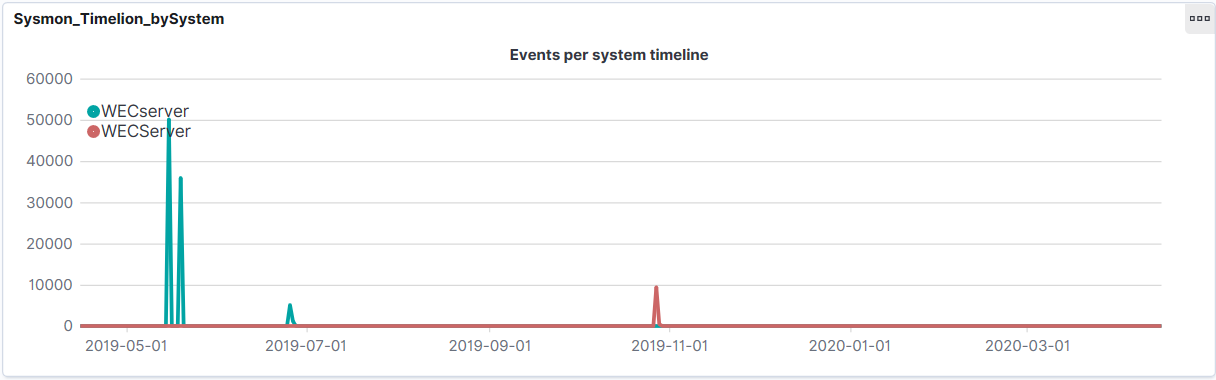 Sysmon_Timelion_bySystem
Events per system timeline
60000
WECserver
50000
WECServer
40000
30000
20000
10000
0
2019-05-01 2019-07-01 2019-09-01 2019-11-01 2020-01-01 2020-03-01